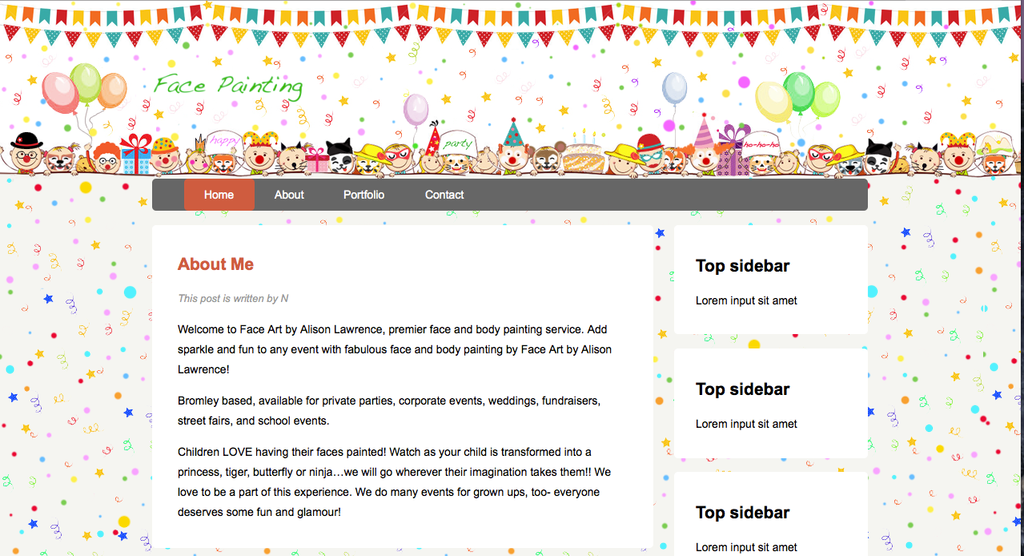 Face Painting
happy
party
ho-ho-ho
Home About Portfolio Contact
About Me
This post is written by N
Welcome to Face Art by Alison Lawrence, premier face and body painting service. Add
sparkle and fun to any event with fabulous face and body painting by Face Art by Alison
Lawrence!
Bromley based, available for private parties, corporate events, weddings, fundraisers,
street fairs, and school events.
Children LOVE having their faces painted! Watch as your child is transformed into a
princess, tiger, butterfly or ninja…we will go wherever their imagination takes them!! We
love to be a part of this experience. We do many events for grown ups, too- everyone
deserves some fun and glamour!
Top sidebar
Lorem input sit amet
Top sidebar
Lorem input sit amet
Top sidebar
Lorem input sit amet